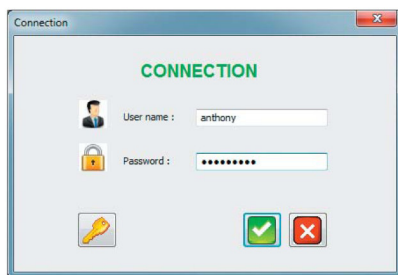 Connection
CONNECTION
User name : anthony
Password : •••••••••